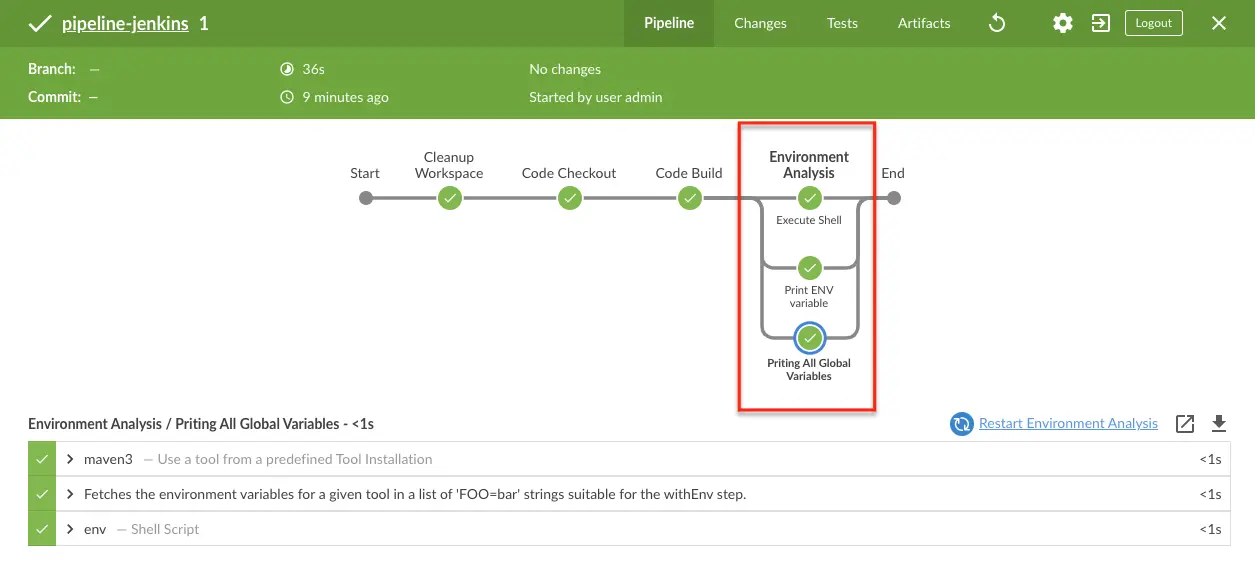 pipeline-jenkins 1
Pipeline
Changes
Tests
Artifacts
Logout
Branch: —
36s
No changes
Commit: —
9 minutes ago
Started by user admin
Start
Cleanup
Workspace
Code Checkout
Code Build
Environment
Analysis
End
Execute Shell
Print ENV
variable
Priting All Global
Variables
Environment Analysis / Priting All Global Variables - <1s
Restart Environment Analysis
maven3 — Use a tool from a predefined Tool Installation <1s
Fetches the environment variables for a given tool in a list of 'FOO=bar' strings suitable for the withEnv step. <1s
env — Shell Script <1s